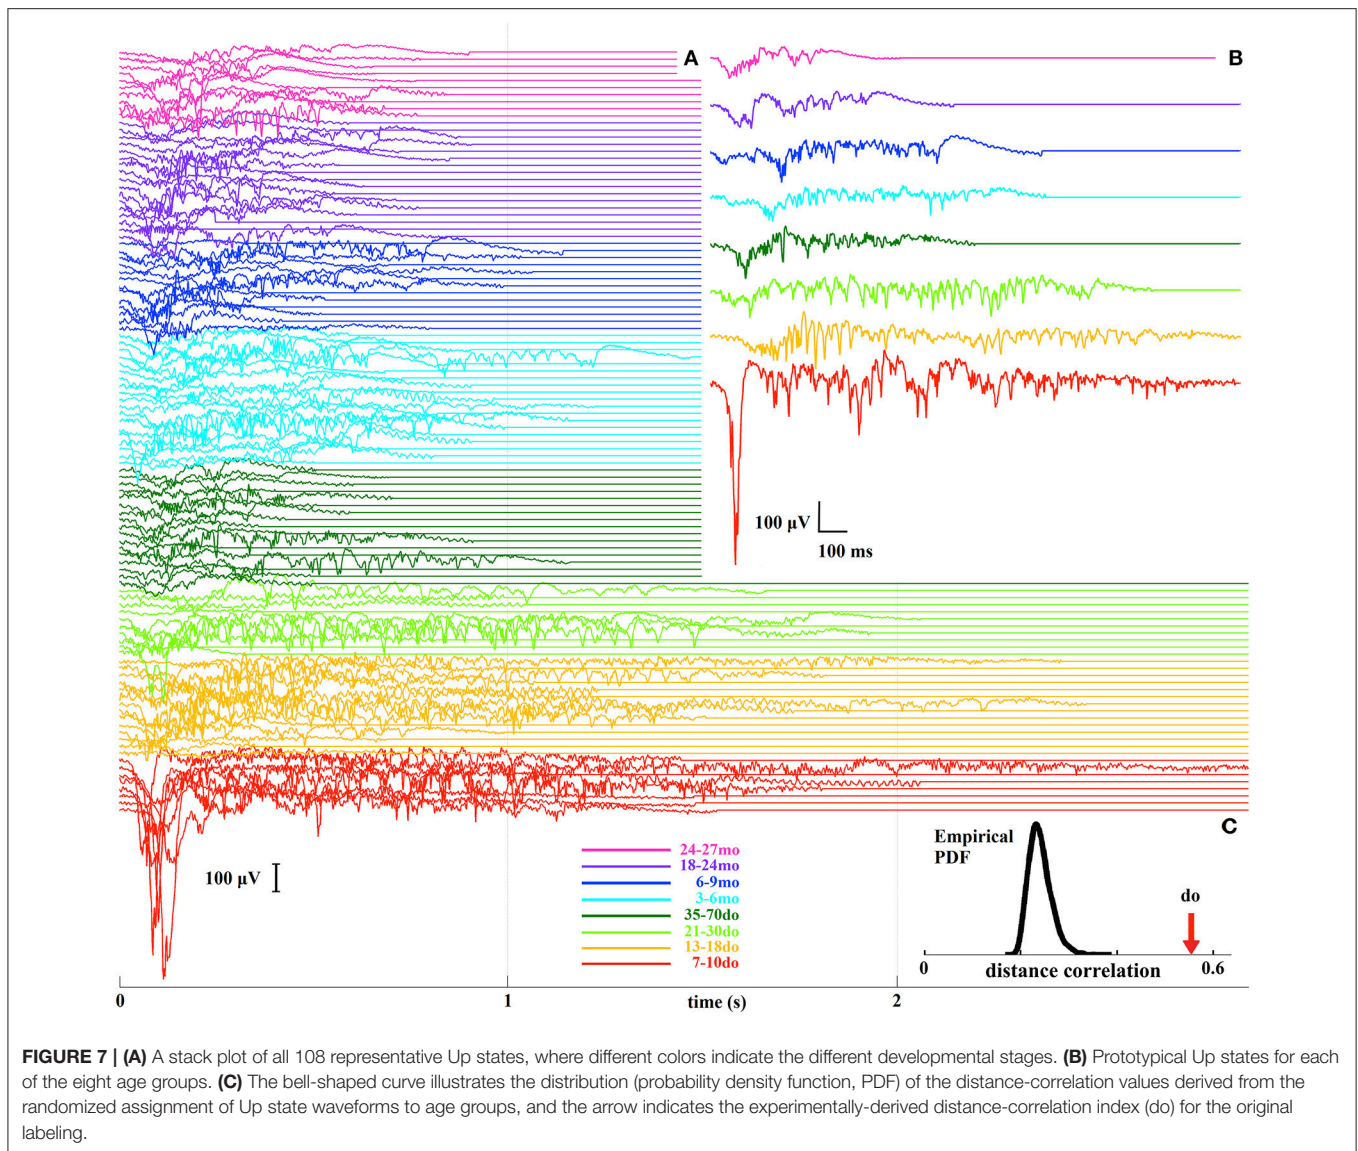 A
B
100 µV
100 ms
100 µV
24-27mo
18-24mo
6-9mo
3-6mo
35-70do
21-30do
13-18do
7-10do
C
Empirical
PDF
do
0
distance correlation
0.6
0
1
time (s)
2
FIGURE 7 | (A) A stack plot of all 108 representative Up states, where different colors indicate the different developmental stages. (B) Prototypical Up states for each
of the eight age groups. (C) The bell-shaped curve illustrates the distribution (probability density function, PDF) of the distance-correlation values derived from the
randomized assignment of Up state waveforms to age groups, and the arrow indicates the experimentally-derived distance-correlation index (do) for the original
labeling.